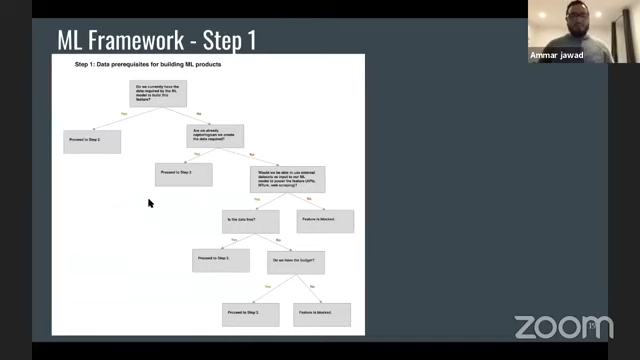 ML Framework - Step 1
Ammar jawad
Step 1: Data prerequisites for building ML products
Do we currently have the
data required by the ML
model to build this
feature?
Yes
No
Proceed to Step 2.
Are we already
capturing/can we create
the data required?
Yes
No
Proceed to Step 2.
Would we be able to use external
datasets as input to our ML
model to power the feature (APIs,
MTurk, web scraping)?
Yes
No
Is the data free?
Feature is blocked.
Yes
No
Proceed to Step 2.
Do we have the budget?
Yes
No
Proceed to Step 2.
Feature is blocked.
zoom